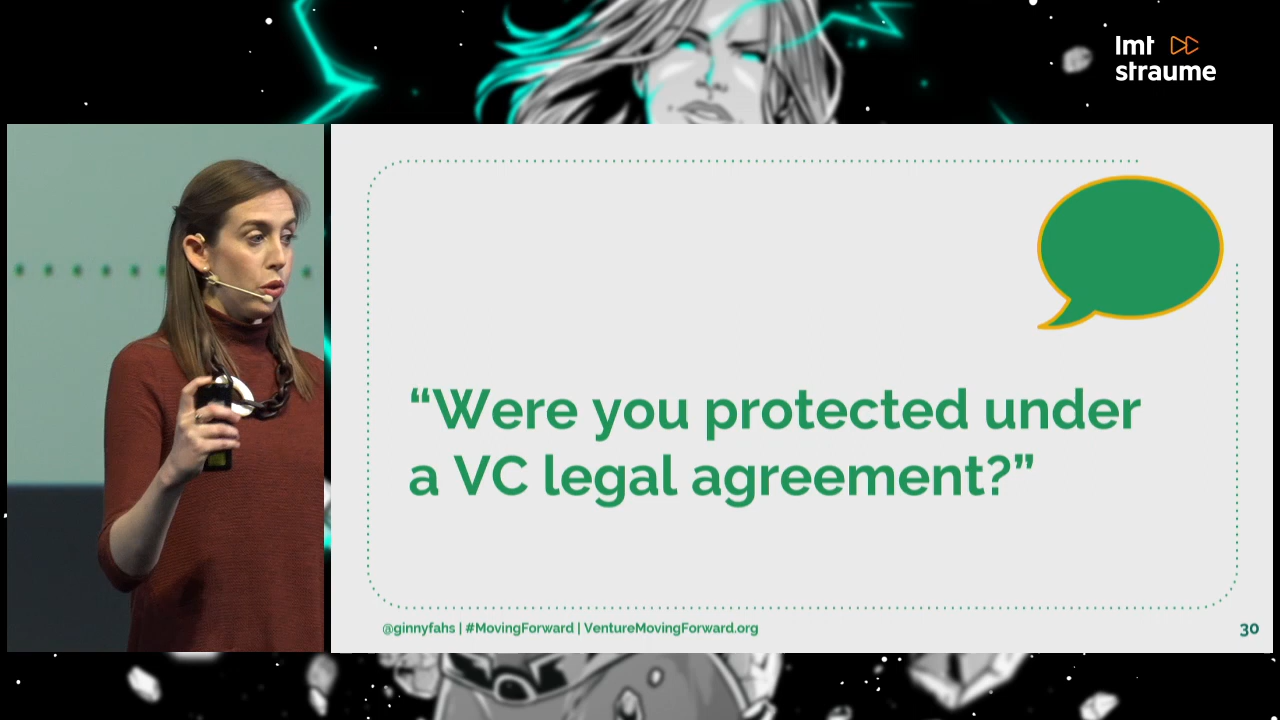 lmt
straume
“Were you protected under
a VC legal agreement?”
@ginnyfahs | #MovingForward | VentureMovingForward.org
30